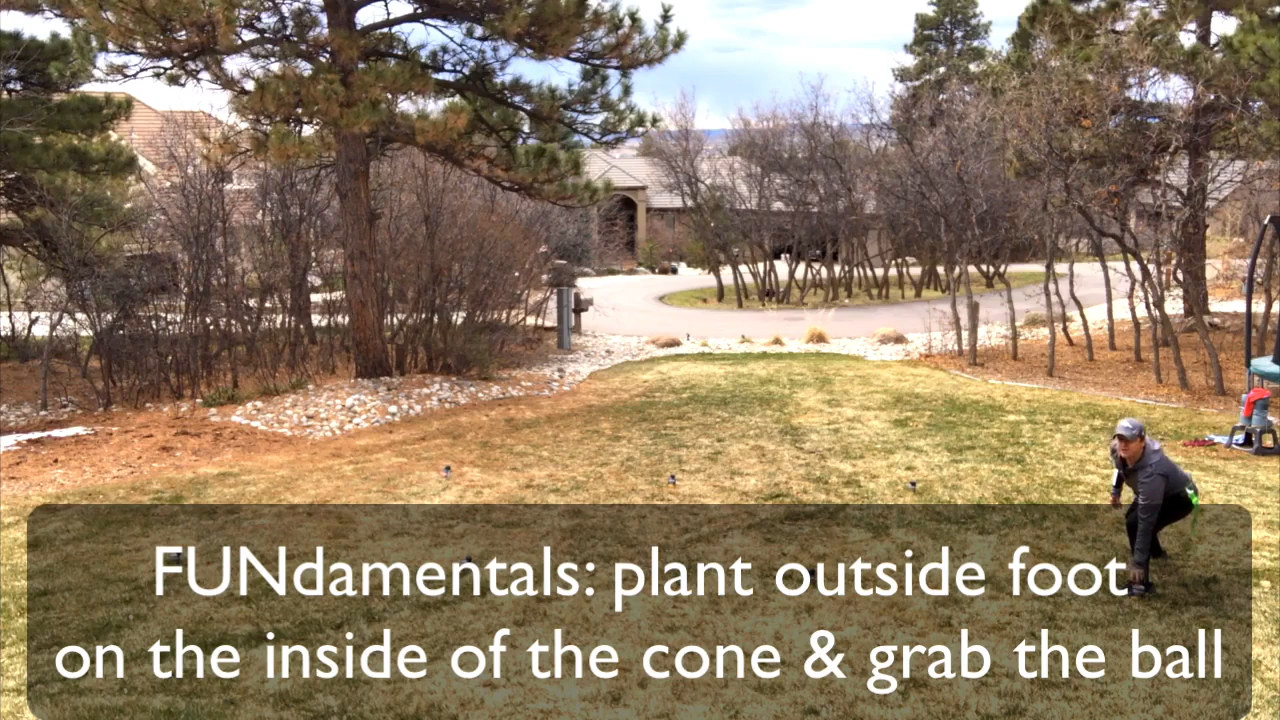 FUNdamentals: plant outside foot
on the inside of the cone & grab the ball